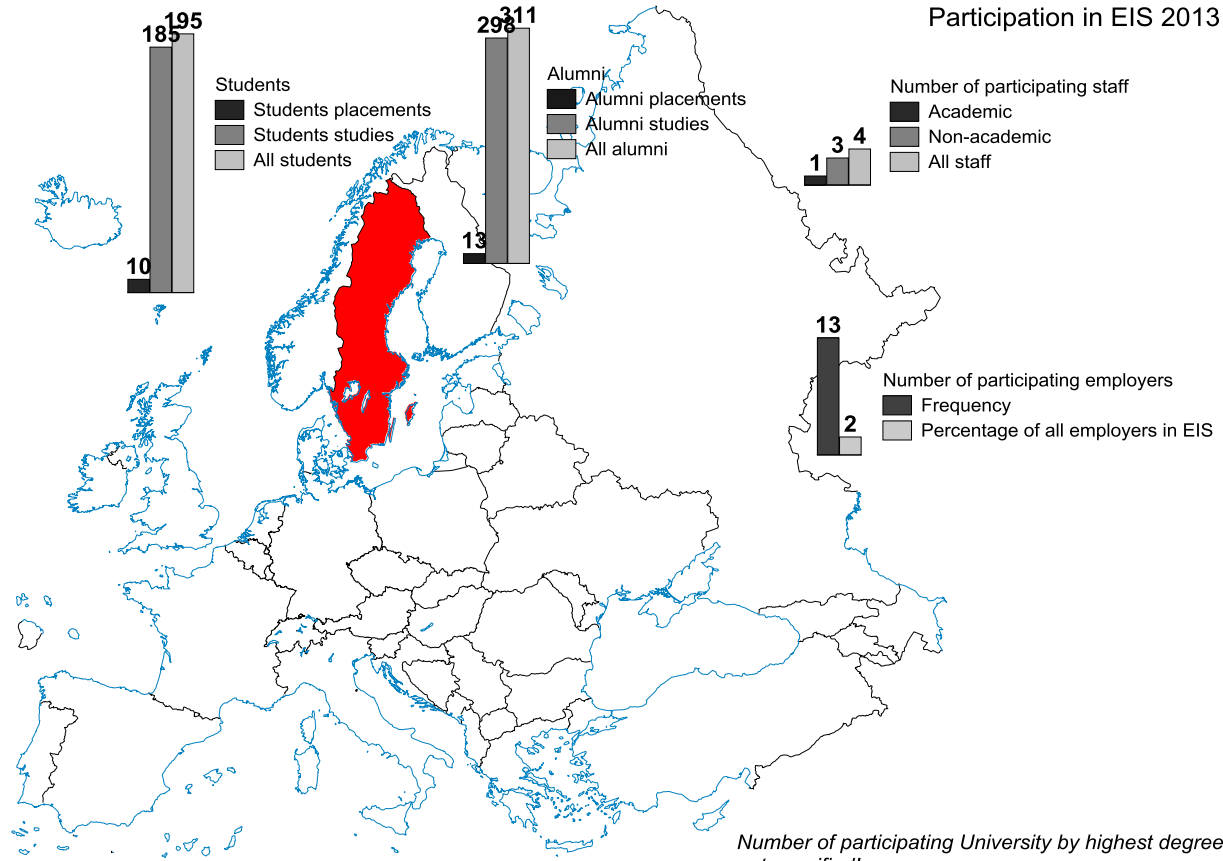 Participation in EIS 2013
185
195
10
Students
Students placements
Students studies
All students
298
311
13
Alumni
Alumni placements
Alumni studies
All alumni
Number of participating staff
Academic
Non-academic
All staff
1
3
4
13
2
Number of participating employers
Frequency
Percentage of all employers in EIS
Number of participating University by highest degree